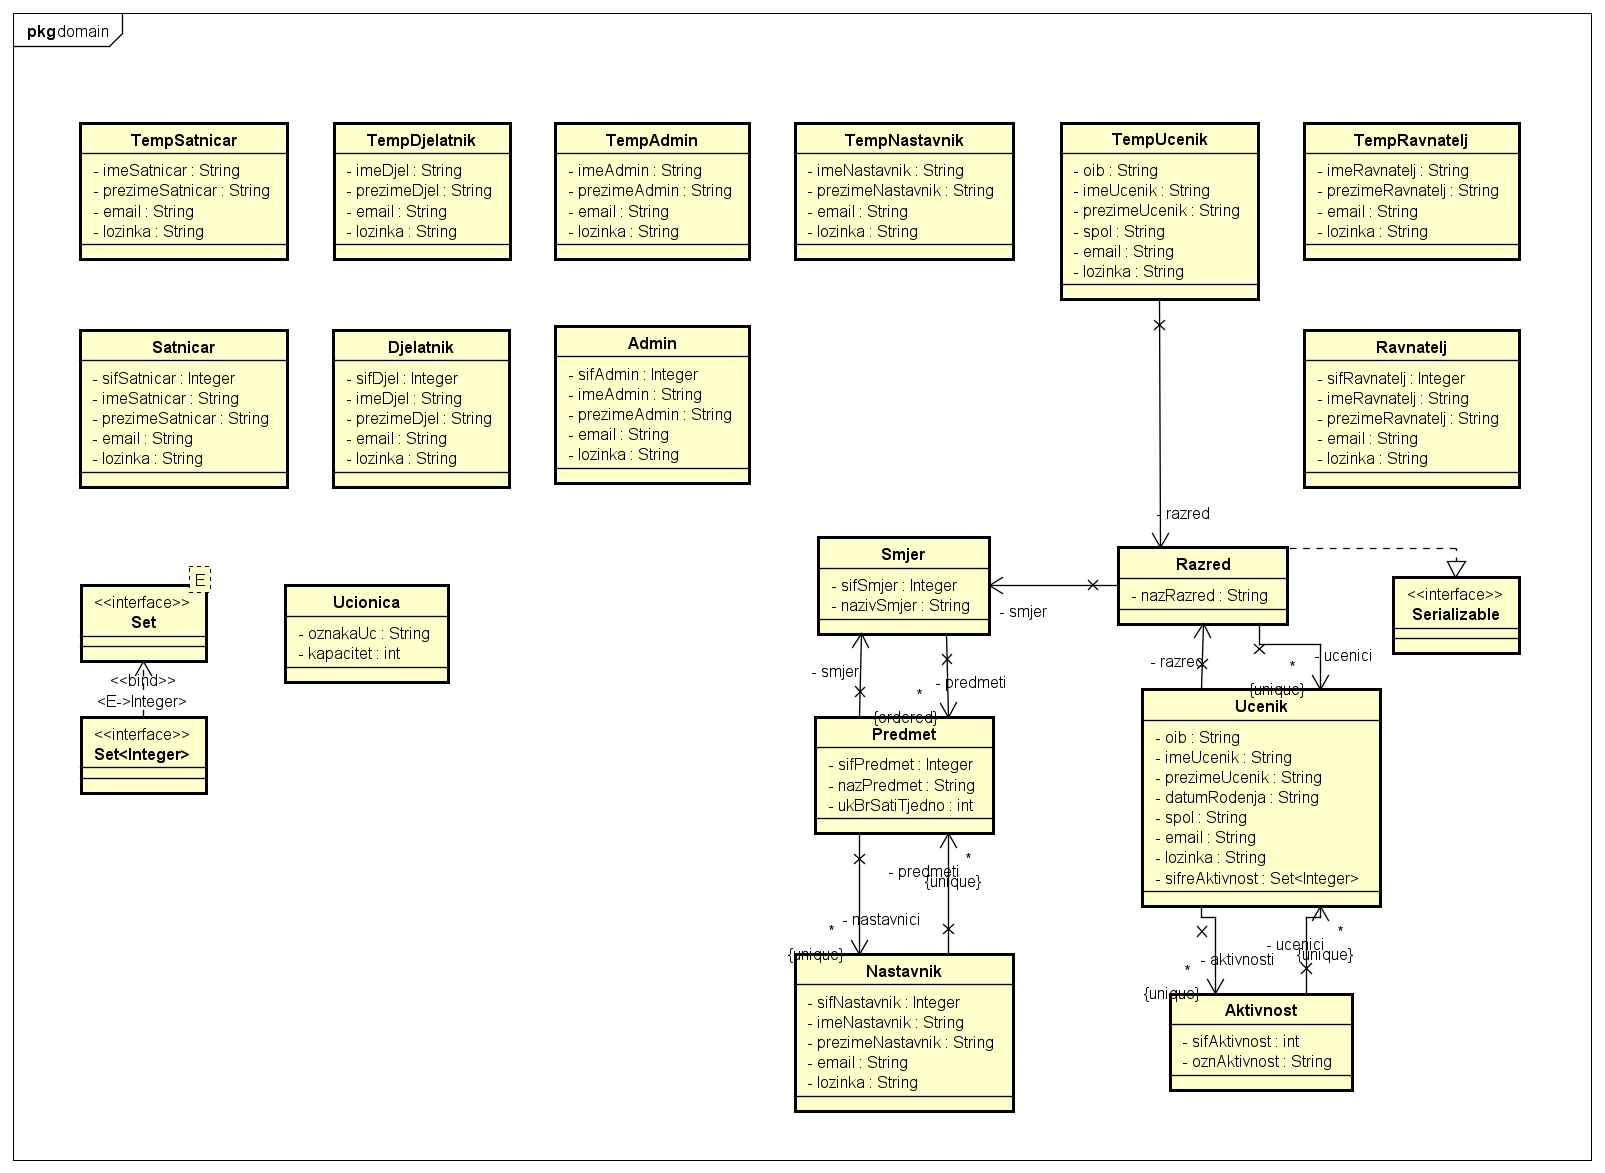 pkg domain
TempSatnicar
- imeSatnicar : String
- prezimeSatnicar : String
- email : String
- lozinka : String
TempDjelatnik
- imeDjel : String
- prezimeDjel : String
- email : String
- lozinka : String
TempAdmin
- imeAdmin : String
- prezimeAdmin : String
- email : String
- lozinka : String
TempNastavnik
- imeNastavnik : String
- prezimeNastavnik : String
- email : String
- lozinka : String
TempUcenik
- oib : String
- imeUcenik : String
- prezimeUcenik : String
- spol : String
- email : String
- lozinka : String
TempRavnatelj
- imeRavnatelj : String
- prezimeRavnatelj : String
- email : String
- lozinka : String
Satnicar
- sifSatnicar : Integer
- imeSatnicar : String
- prezimeSatnicar : String
- email : String
- lozinka : String
Djelatnik
- sifDjel : Integer
- imeDjel : String
- prezimeDjel : String
- email : String
- lozinka : String
Admin
- sifAdmin : Integer
- imeAdmin : String
- prezimeAdmin : String
- email : String
- lozinka : String
Ravnatelj
- sifRavnatelj : Integer
- imeRavnatelj : String
- prezimeRavnatelj : String
- email : String
- lozinka : String
- razred
E
<<interface>>
Set
<<bind>>
<E->Integer>
<<interface>>
Set<Integer>
Ucionica
- oznakaUc : String
- kapacitet : int
Smjer
- sifSmjer : Integer
- nazivSmjer : String
- smjer
Razred
- nazRazred : String
<<interface>>
Serializable
- smjer
- predmeti
*
{ordered}
- razred
- ucenici
*
{unique}
Predmet
- sifPredmet : Integer
- nazPredmet : String
- ukBrSatiTjedno : int
Ucenik
- oib : String
- imeUcenik : String
- prezimeUcenik : String
- datumRodenja : String
- spol : String
- email : String
- lozinka : String
- sifreAktivnost : Set<Integer>
- predmeti
*
{unique}
- nastavnici
*
{unique}
- ucenici
*
{unique}
- aktivnosti
*
{unique}
Nastavnik
- sifNastavnik : Integer
- imeNastavnik : String
- prezimeNastavnik : String
- email : String
- lozinka : String
Aktivnost
- sifAktivnost : int
- oznAktivnost : String